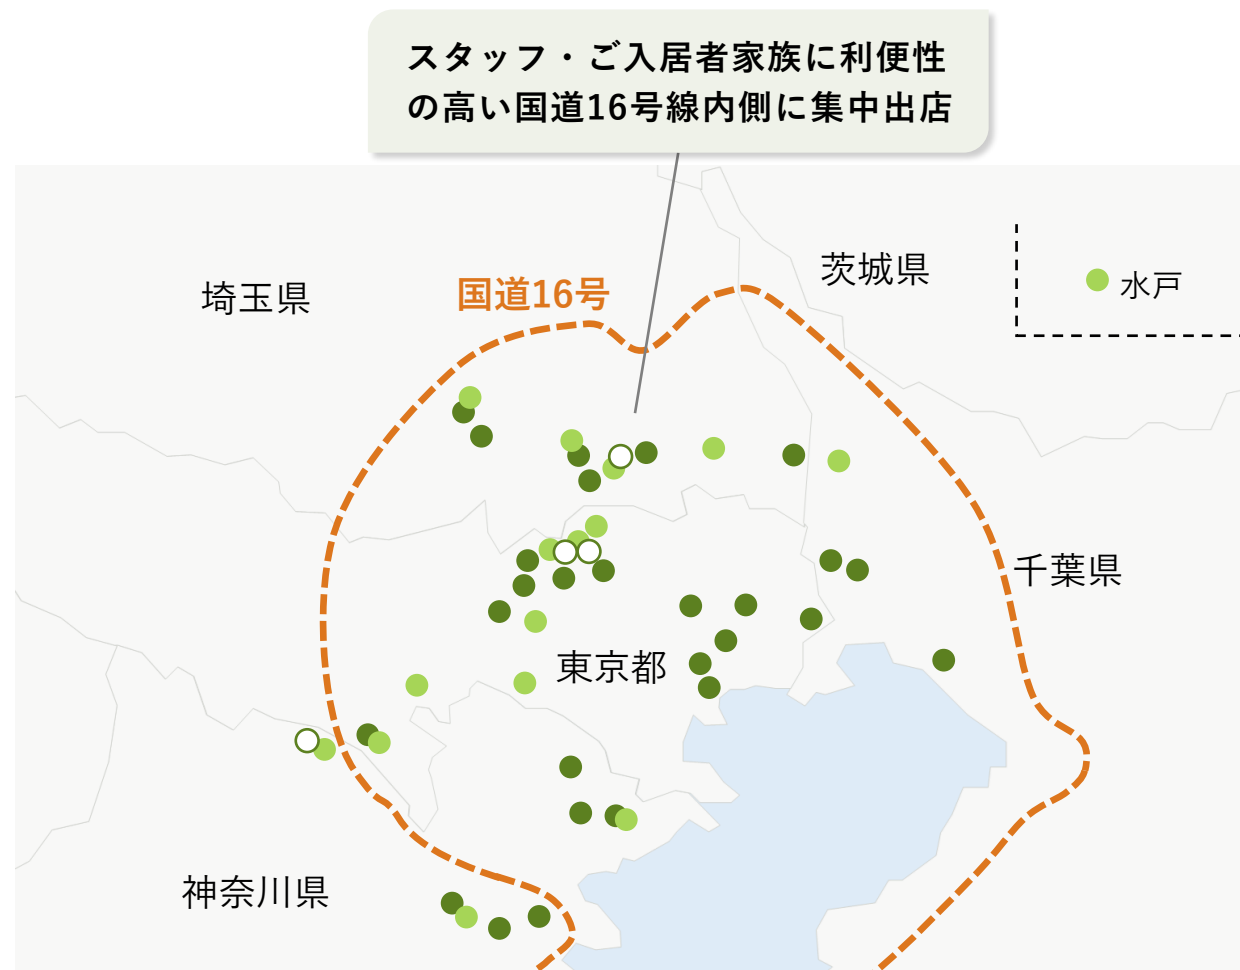 スタッフ・ご入居者家族に利便性
の高い国道16号線内側に集中出店
茨城県
水戸
埼玉県
国道16号
千葉県
東京都
神奈川県